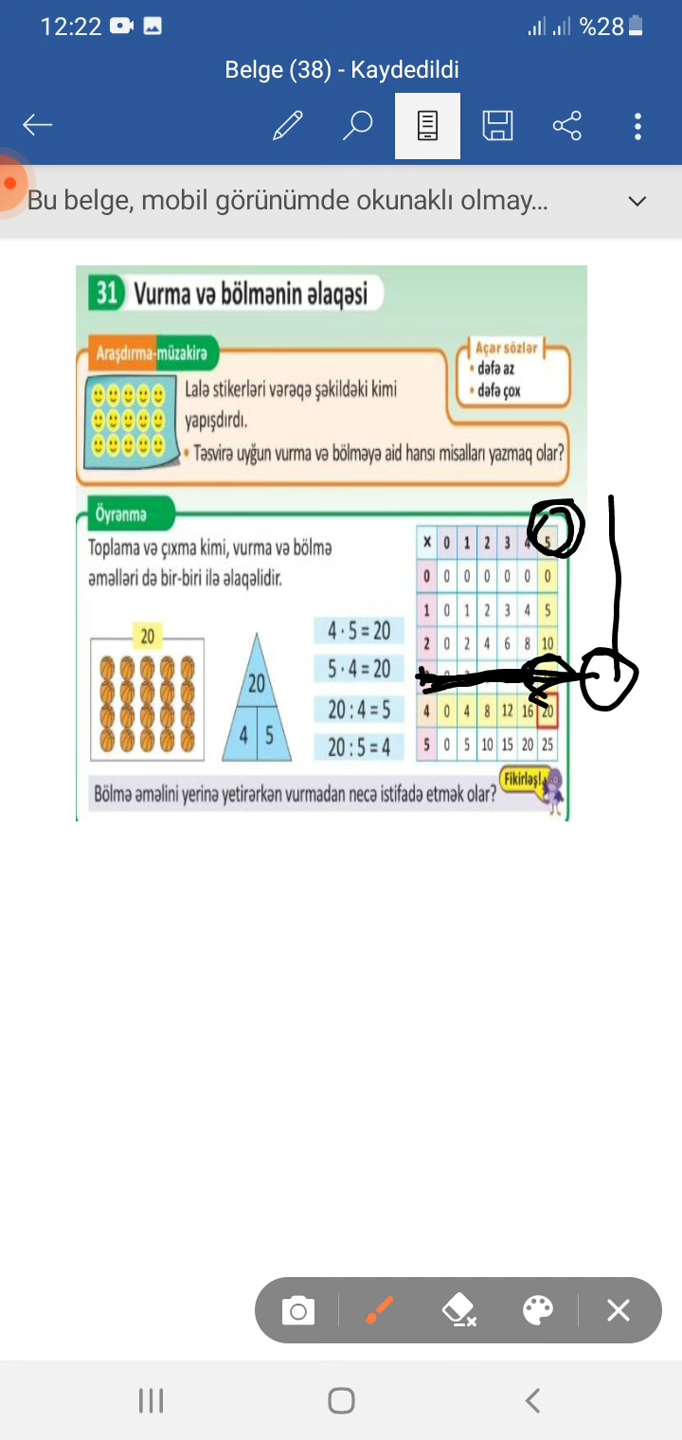 12:22 %28
Belge (38) - Kaydedildi
Bu belge, mobil görünümde okunaklı olmay...
31 Vurma və bölmənin əlaqəsi
Araşdırma-müzakirə
Açar sözlər
• dəfə az
• dəfə çox
Lalə stikerləri vərəqə şəkildəki kimi
yapışdırdı.
• Təsvirə uyğun vurma və bölməyə aid hansı misalları yazmaq olar?
Öyrənmə
Toplama və çıxma kimi, vurma və bölmə
əməlləri də bir-biri ilə əlaqəlidir.
20
20
4 5
4 · 5 = 20
5 · 4 = 20
20 : 4 = 5
20 : 5 = 4
x 0 1 2 3 4 5
0 0 0 0 0 0 0
1 0 1 2 3 4 5
2 0 2 4 6 8 10
4 0 4 8 12 16 20
5 0 5 10 15 20 25
Fikirləş!
Bölmə əməlini yerinə yetirərkən vurmadan necə istifadə etmək olar?